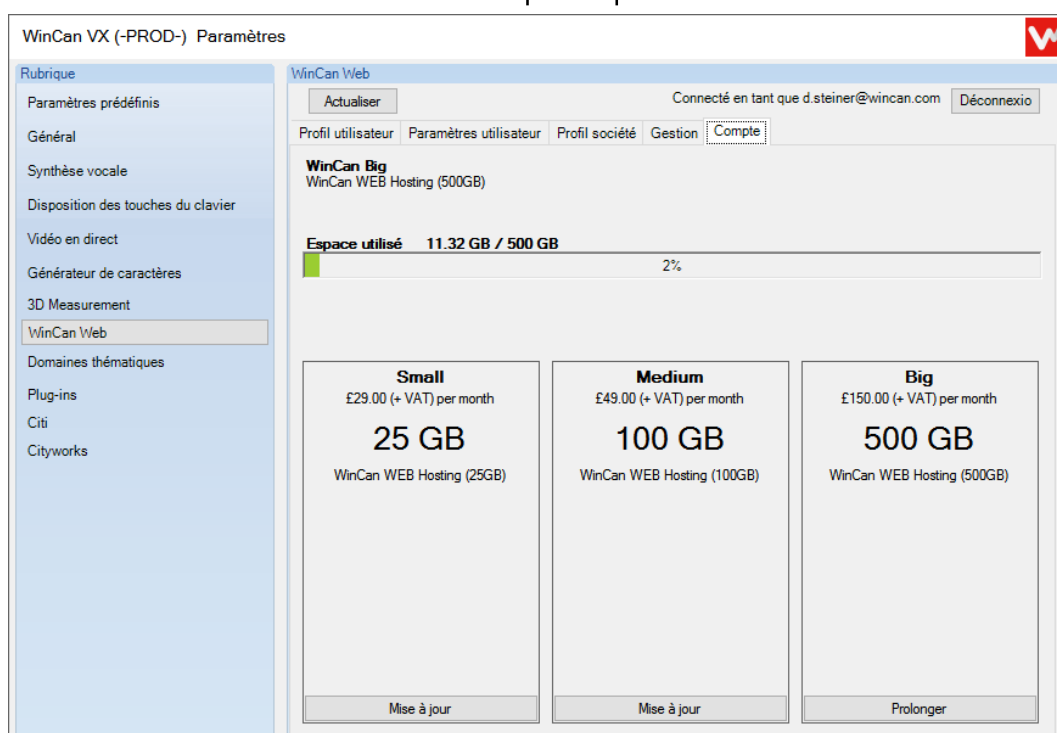 WinCan VX (-PROD-) Paramètres
Rubrique
Paramètres prédéfinis
Général
Synthèse vocale
Disposition des touches du clavier
Vidéo en direct
Générateur de caractères
3D Measurement
WinCan Web
Domaines thématiques
Plug-ins
Citi
Cityworks
WinCan Web
Actualiser
Connecté en tant que d.steiner@wincan.com
Déconnexio
Profil utilisateur
Paramètres utilisateur
Profil société
Gestion
Compte
WinCan Big
WinCan WEB Hosting (500GB)
Espace utilisé 11.32 GB / 500 GB
2%
Small
£29.00 (+ VAT) per month
25 GB
WinCan WEB Hosting (25GB)
Mise à jour
Medium
£49.00 (+ VAT) per month
100 GB
WinCan WEB Hosting (100GB)
Mise à jour
Big
£150.00 (+ VAT) per month
500 GB
WinCan WEB Hosting (500GB)
Prolonger